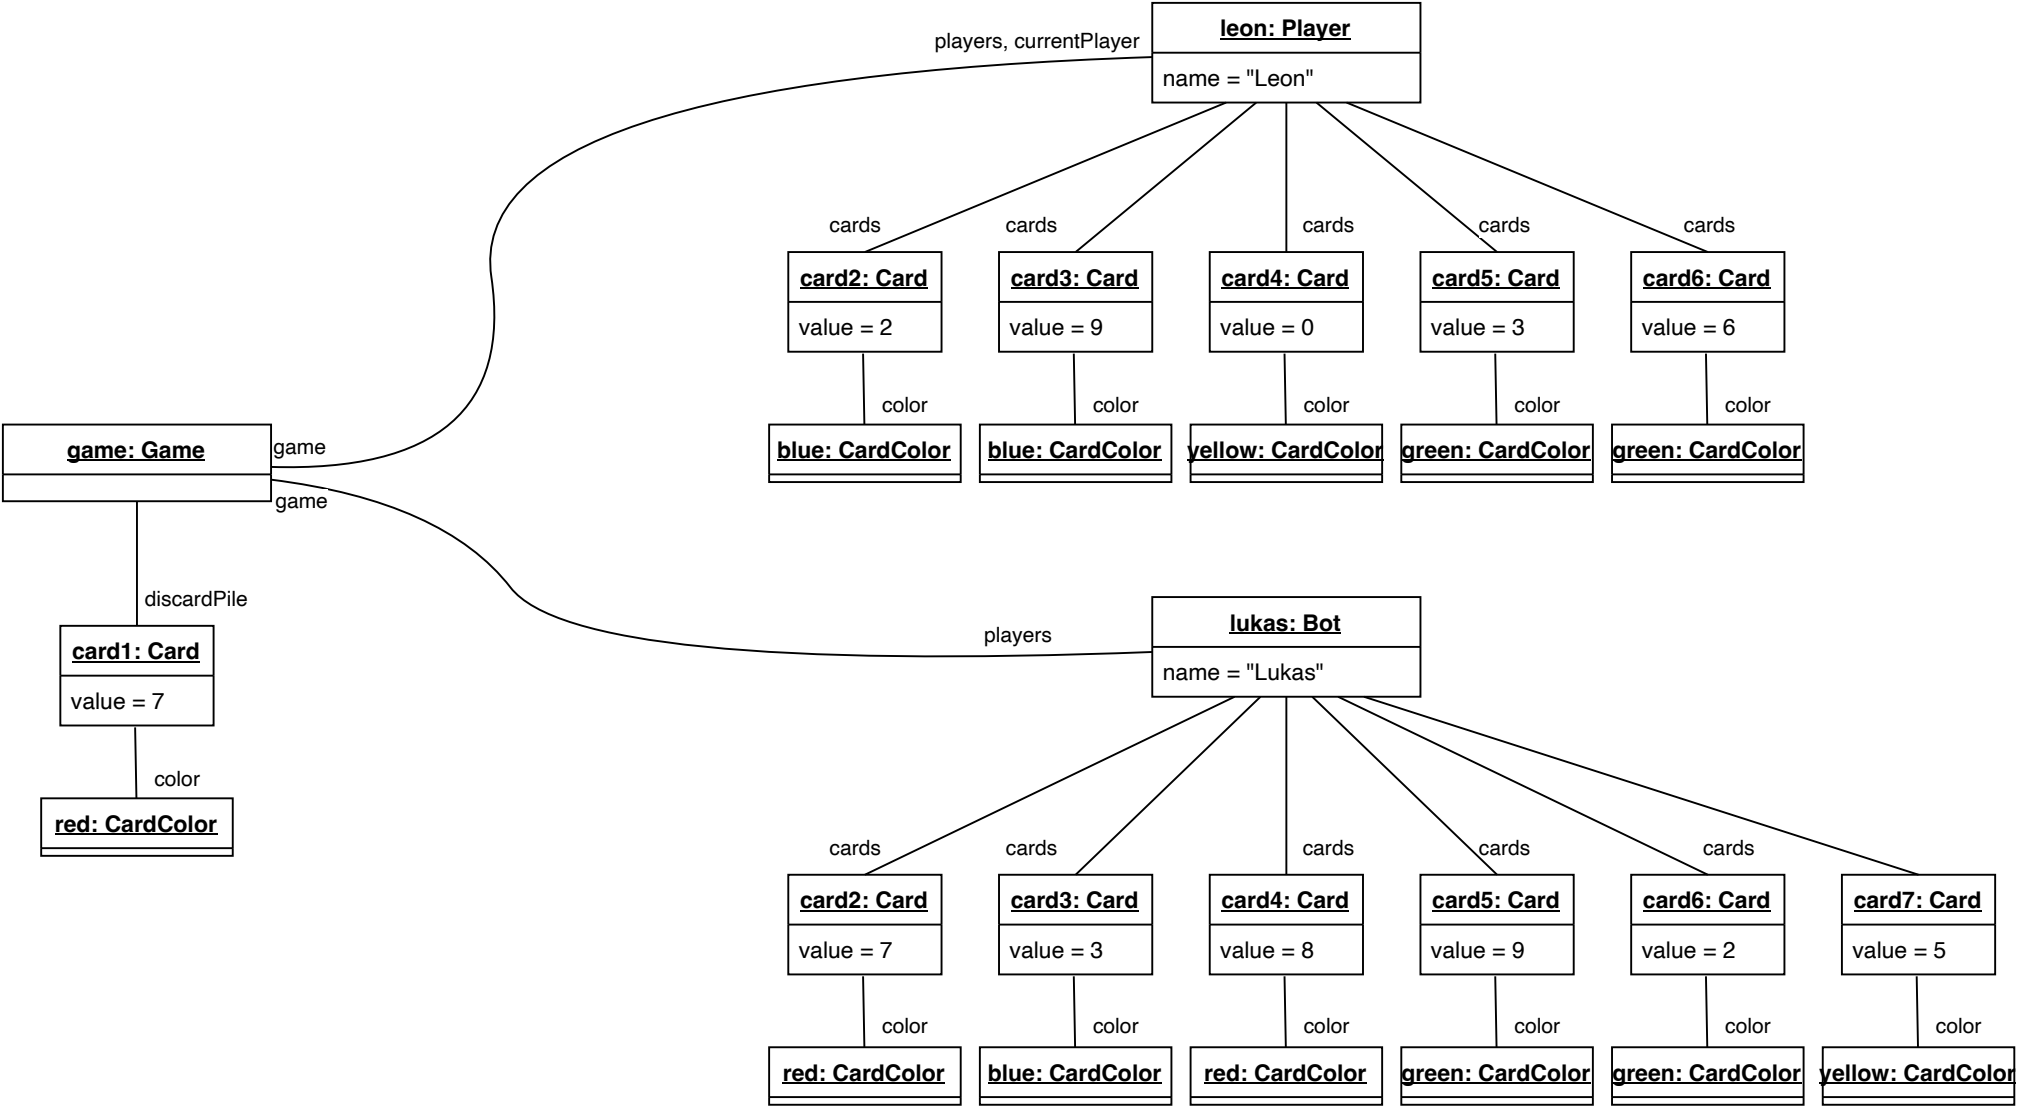 players, currentPlayer
leon: Player
name = "Leon"
cards cards cards cards cards
card2: Card card3: Card card4: Card card5: Card card6: Card
value = 2 value = 9 value = 0 value = 3 value = 6
color color color color color
blue: CardColor blue: CardColor yellow: CardColor green: CardColor green: CardColor
game: Game
game
game
discardPile
card1: Card
value = 7
color
red: CardColor
players
lukas: Bot
name = "Lukas"
cards cards cards cards cards
card2: Card card3: Card card4: Card card5: Card card6: Card card7: Card
value = 7 value = 3 value = 8 value = 9 value = 2 value = 5
color color color color color color
red: CardColor blue: CardColor red: CardColor green: CardColor green: CardColor yellow: CardColor